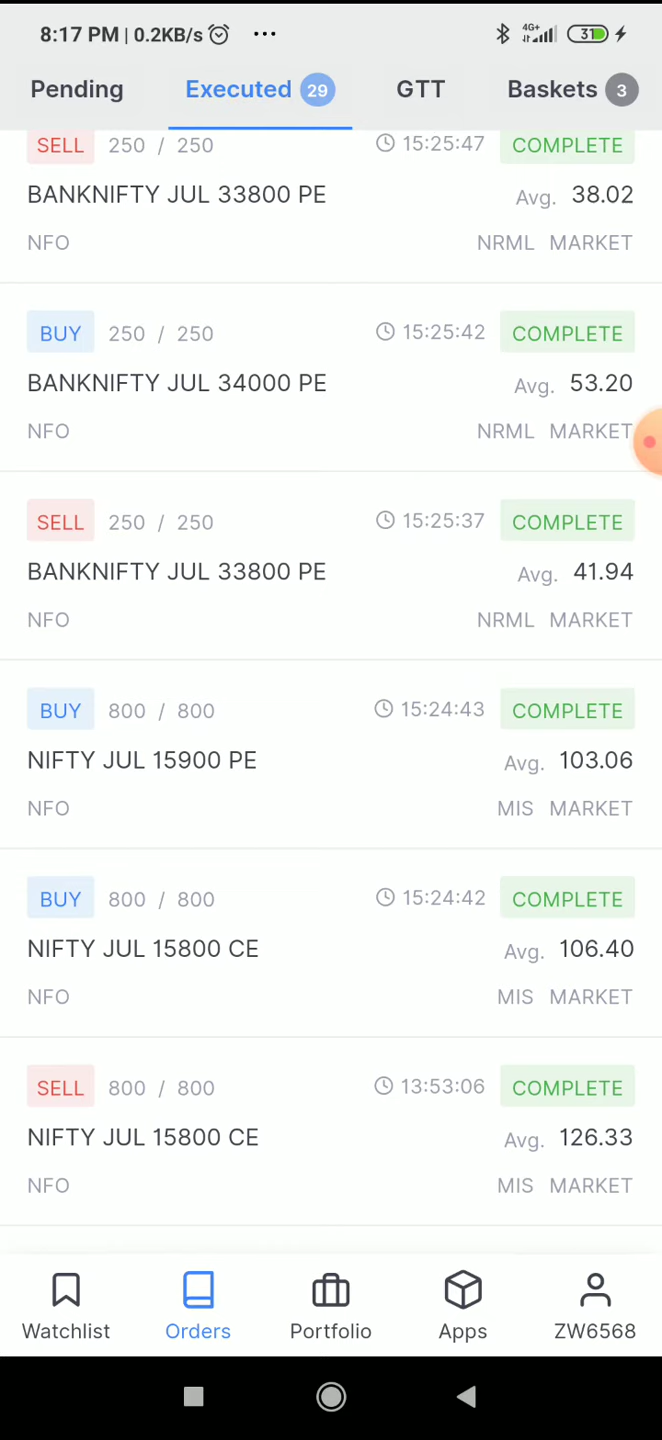 8:17 PM | 0.2KB/s ... 4G+ 31
Pending Executed 29 GTT Baskets 3
SELL 250 / 250 15:25:47 COMPLETE
BANKNIFTY JUL 33800 PE Avg. 38.02
NFO NRML MARKET
BUY 250 / 250 15:25:42 COMPLETE
BANKNIFTY JUL 34000 PE Avg. 53.20
NFO NRML MARKET
SELL 250 / 250 15:25:37 COMPLETE
BANKNIFTY JUL 33800 PE Avg. 41.94
NFO NRML MARKET
BUY 800 / 800 15:24:43 COMPLETE
NIFTY JUL 15900 PE Avg. 103.06
NFO MIS MARKET
BUY 800 / 800 15:24:42 COMPLETE
NIFTY JUL 15800 CE Avg. 106.40
NFO MIS MARKET
SELL 800 / 800 13:53:06 COMPLETE
NIFTY JUL 15800 CE Avg. 126.33
NFO MIS MARKET
Watchlist Orders Portfolio Apps ZW6568